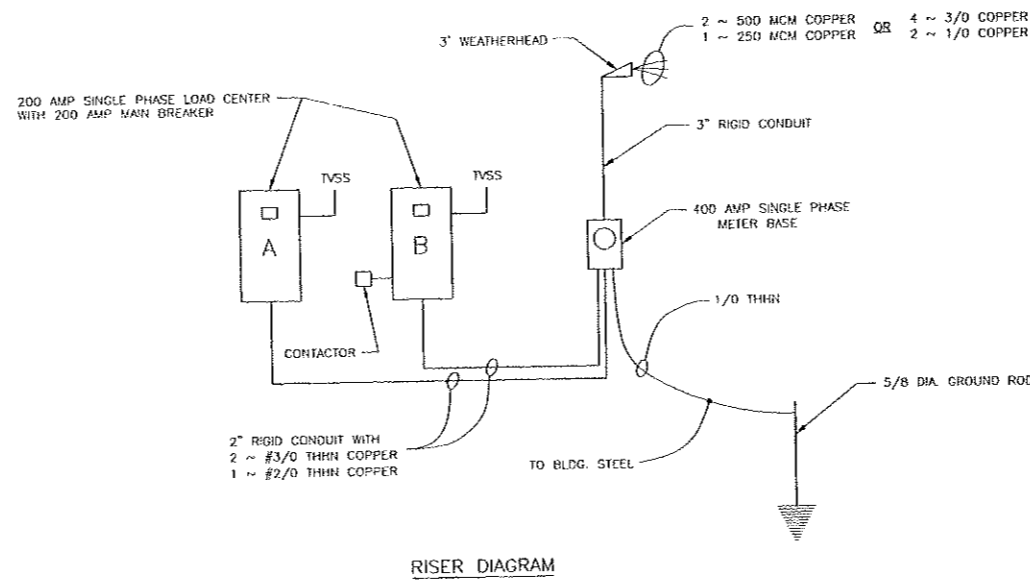 2 ~ 500 MCM COPPER OR 4 ~ 3/0 COPPER
1 ~ 250 MCM COPPER 2 ~ 1/0 COPPER
3" WEATHERHEAD
200 AMP SINGLE PHASE LOAD CENTER
WITH 200 AMP MAIN BREAKER
3" RIGID CONDUIT
TVSS
TVSS
400 AMP SINGLE PHASE
METER BASE
A
B
1/0 THHN
CONTACTOR
5/8 DIA. GROUND ROD
2" RIGID CONDUIT WITH
2 ~ #3/0 THHN COPPER
1 ~ #2/0 THHN COPPER
TO BLDG. STEEL
RISER DIAGRAM